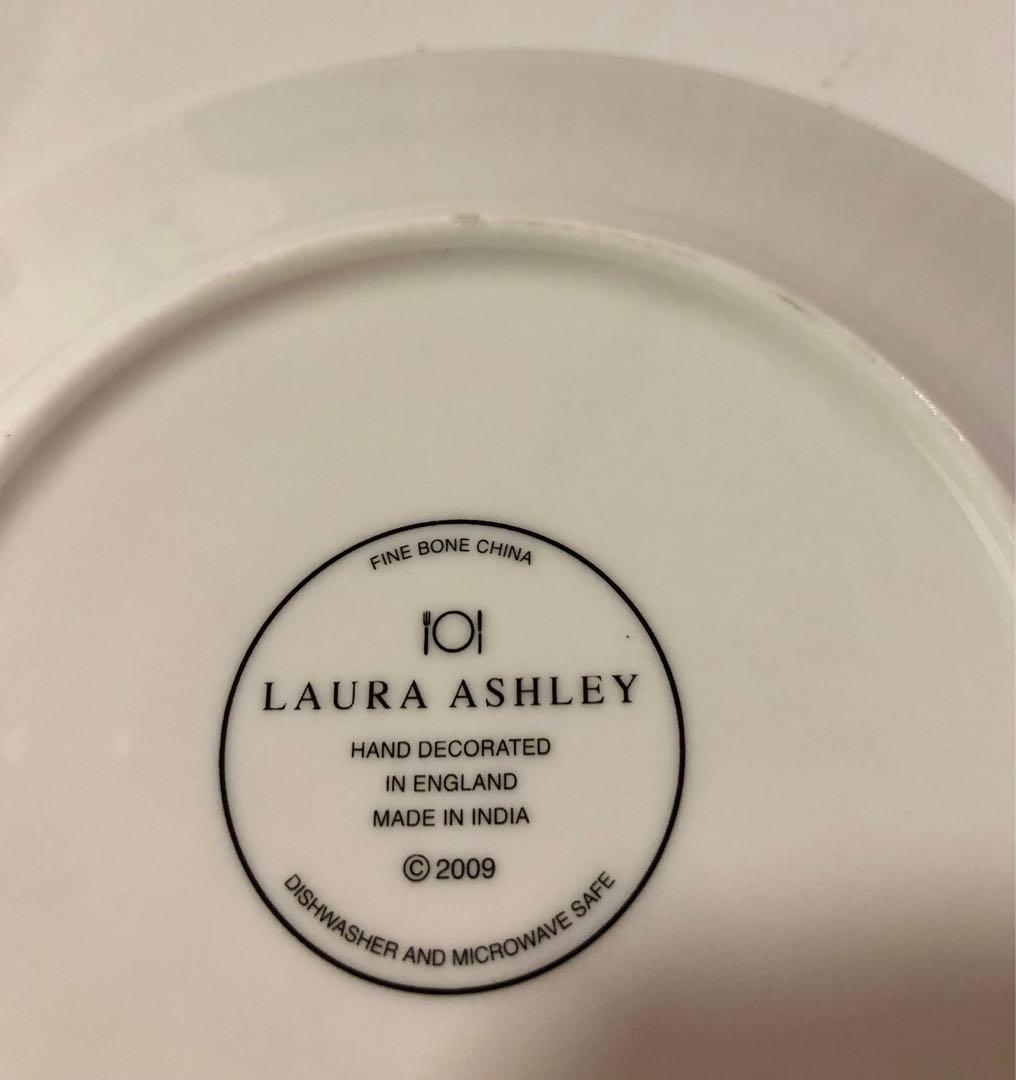 FINE BONE CHINA
LAURA ASHLEY
HAND DECORATED
IN ENGLAND
MADE IN INDIA
© 2009
DISHWASHER AND MICROWAVE SAFE